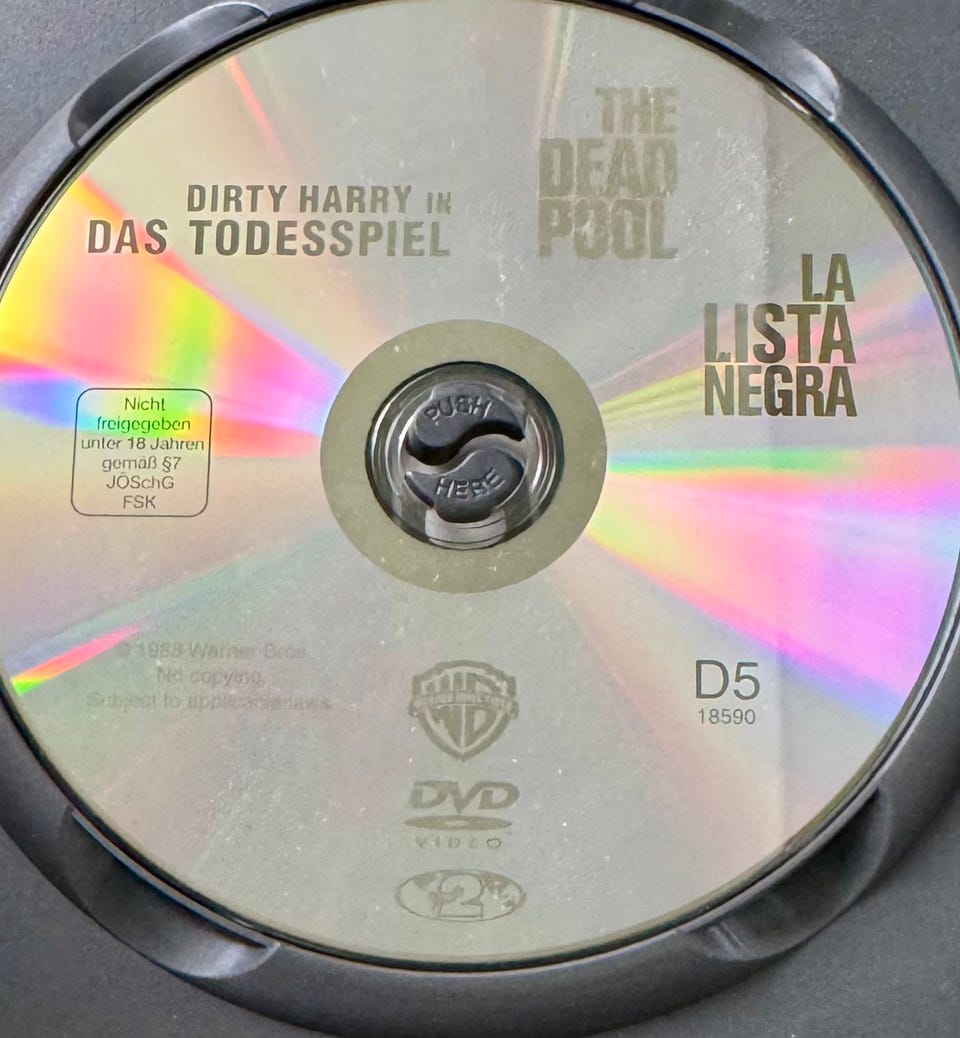 DIRTY HARRY IN
DAS TODESSPIEL
THE
DEAD
POOL
LA
LISTA
NEGRA
Nicht
freigegeben
unter 18 Jahren
gemäß §7
JÖSchG
FSK
PUSH
HERE
© 1988 Warner Bros.
No copying.
Subject to applicable laws.
D5
18590
WB
DVD
VIDEO
2